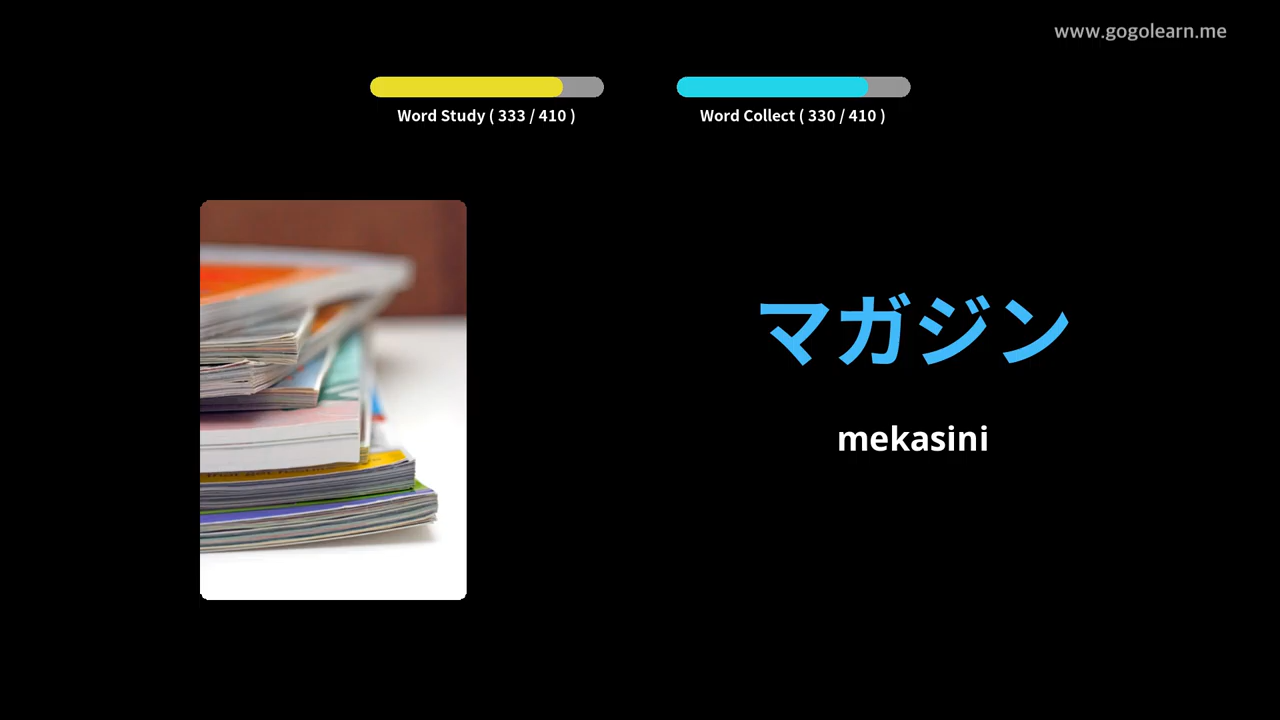 www.gogolearn.me
Word Study ( 333 / 410 )
Word Collect ( 330 / 410 )
マガジン
mekasini